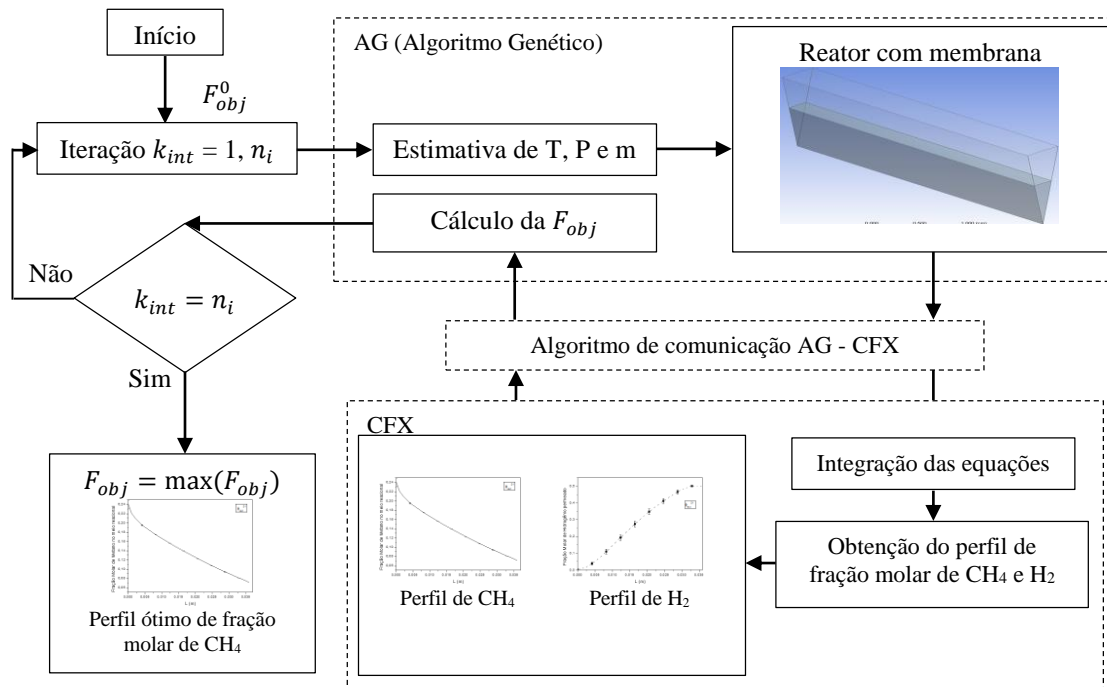 Início
AG (Algoritmo Genético)
Reator com membrana
F⁰obj
Iteração kint = 1, ni
Estimativa de T, P e m
Cálculo da Fobj
Não
kint = ni
Algoritmo de comunicação AG - CFX
Sim
CFX
Fobj = max(Fobj)
Integração das equações
Obtenção do perfil de
fração molar de CH4 e H2
L (m)
L (m)
Perfil de CH4
Perfil de H2
L (m)
Perfil ótimo de fração
molar de CH4